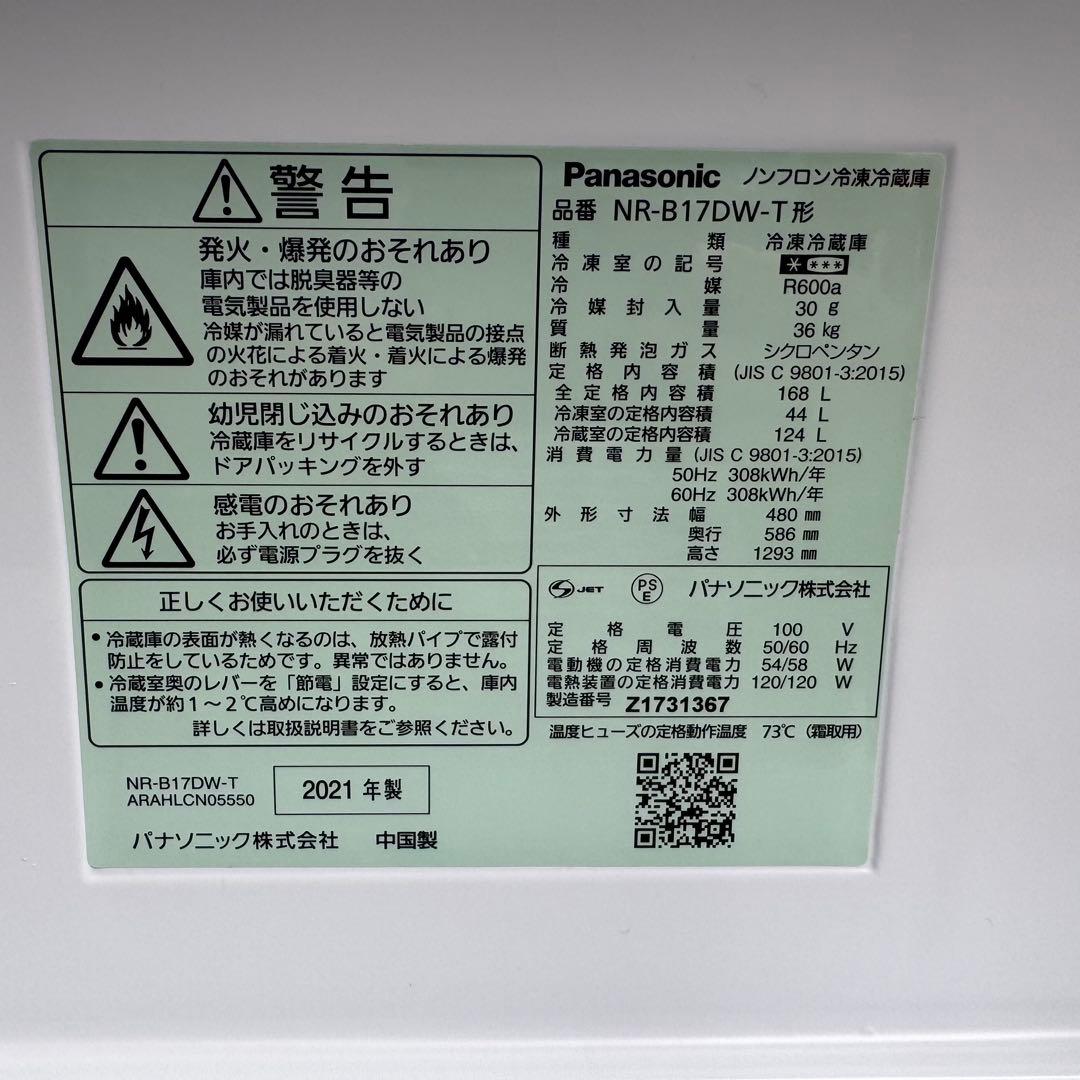 警告
発火・爆発のおそれあり
庫内では脱臭器等の
電気製品を使用しない
冷媒が漏れていると電気製品の接点
の火花による着火・着火による爆発
のおそれがあります
幼児閉じ込みのおそれあり
冷蔵庫をリサイクルするときは、
ドアパッキングを外す
感電のおそれあり
お手入れのときは、
必ず電源プラグを抜く
正しくお使いいただくために
• 冷蔵庫の表面が熱くなるのは、放熱パイプで露付
防止をしているためです。異常ではありません。
• 冷蔵室奥のレバーを「節電」設定にすると、庫内
温度が約1～2℃高めになります。
詳しくは取扱説明書をご参照ください。
NR-B17DW-T
ARAHLCN05550
2021 年製
パナソニック株式会社 中国製
Panasonic ノンフロン冷凍冷蔵庫
品番 NR-B17DW-T形
種類 冷凍冷蔵庫
冷凍室の記号 * ***
冷媒 R600a
冷媒封入量 30 g
質量 36 kg
断熱発泡ガス シクロペンタン
定格内容積 (JIS C 9801-3:2015)
全定格内容積 168 L
冷凍室の定格内容積 44 L
冷蔵室の定格内容積 124 L
消費電力量 (JIS C 9801-3:2015)
50Hz 308kWh/年
60Hz 308kWh/年
外形寸法幅 480 mm
奥行 586 mm
高さ 1293 mm
S JET PS E パナソニック株式会社
定格電圧 100 V
定格周波数 50/60 Hz
電動機の定格消費電力 54/58 W
電熱装置の定格消費電力 120/120 W
製造番号 Z1731367
温度ヒューズの定格動作温度 73℃（霜取用）